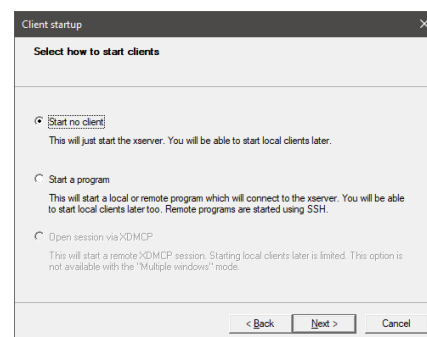 Client startup
Select how to start clients
Start no client
This will just start the xserver. You will be able to start local clients later.
Start a program
This will start a local or remote program which will connect to the xserver. You will be able
to start local clients later too. Remote programs are started using SSH.
Open session via XDMCP
This will start a remote XDMCP session. Starting local clients later is limited. This option is
not available with the "Multiple windows" mode.
< Back Next > Cancel